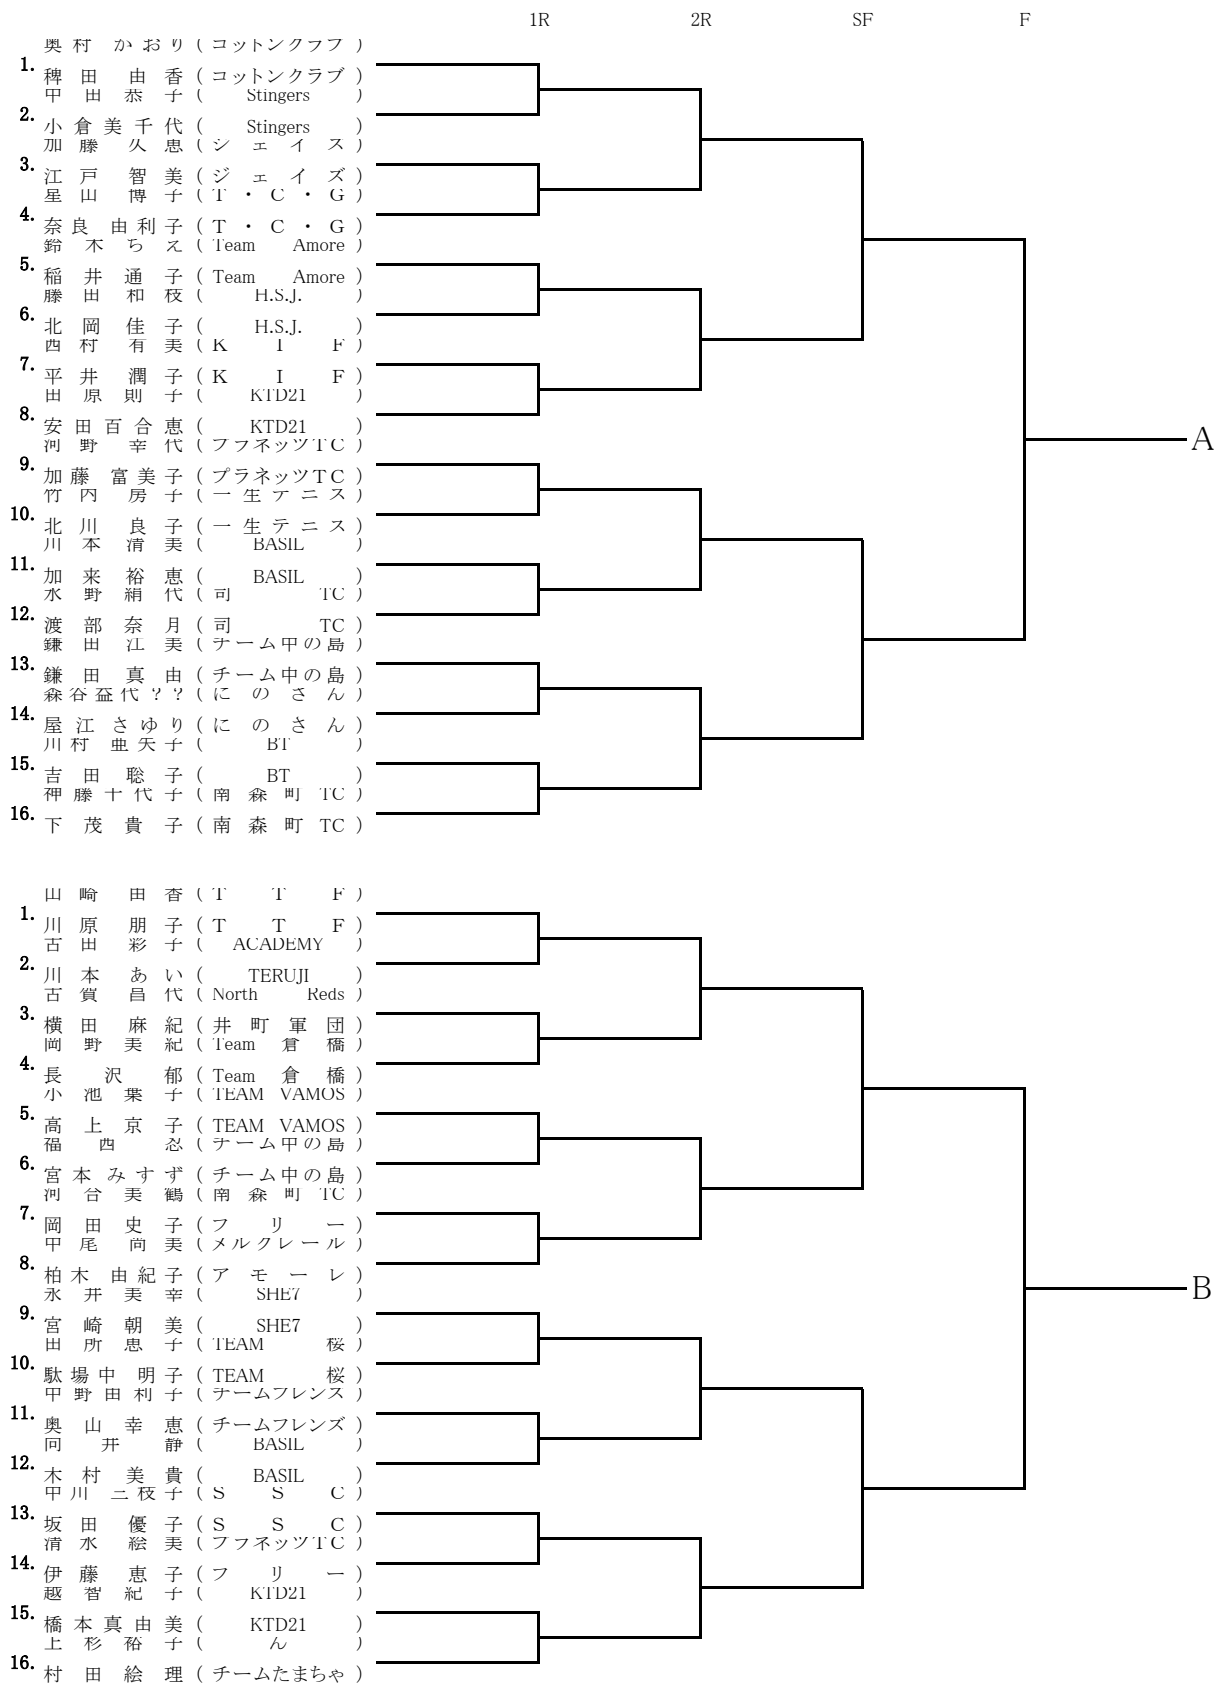 1R 2R SF F
奥村 かおり (コットンクラブ)
1.
稗田 由香 (コットンクラブ)
甲田恭子 ( Stingers )
2.
小倉美千代 ( Stingers )
加藤久恵 (ジェイズ)
3.
江戸智美 (ジェイズ)
星山博子 (T・C・G)
4.
奈良由利子 (T・C・G)
鈴木ちえ (Team Amore)
5.
稲井通子 (Team Amore)
藤田和枝 ( H.S.J. )
6.
北岡佳子 ( H.S.J. )
西村有美 (K I F)
7.
平井潤子 (K I F)
田原則子 ( KTD21 )
8.
安田百合恵 ( KTD21 )
河野幸代 (プラネッツTC)
A
9.
加藤富美子 (プラネッツTC)
竹内房子 (一生テニス)
10.
北川良子 (一生テニス)
川本清美 ( BASIL )
11.
加来裕恵 ( BASIL )
水野絹代 (司 TC)
12.
渡部奈月 (司 TC)
鎌田江美 (チーム中の島)
13.
鎌田真由 (チーム中の島)
森谷益代?? (にのさん)
14.
屋江さゆり (にのさん)
川村亜矢子 ( BT )
15.
吉田聡子 ( BT )
神藤千代子 (南森町TC)
16.
下茂貴子 (南森町TC)
山崎由香 (T T F)
1.
川原朋子 (T T F)
古田彩子 ( ACADEMY )
2.
川本あい ( TERUJI )
古賀昌代 (North Reds)
3.
横田麻紀 (井町軍団)
岡野美紀 (Team 倉橋)
4.
長沢郁 (Team 倉橋)
小池葉子 (TEAM VAMOS)
5.
高上京子 (TEAM VAMOS)
福西忍 (チーム中の島)
6.
宮本みすず (チーム中の島)
河合美鶴 (南森町TC)
7.
岡田史子 (フリー)
中尾尚美 (メルクレール)
8.
柏木由紀子 (アモーレ)
永井美幸 ( SHE7 )
B
9.
宮崎朝美 ( SHE7 )
田所恵子 (TEAM 桜)
10.
駄場中明子 (TEAM 桜)
中野由利子 (チームフレンズ)
11.
奥山幸恵 (チームフレンズ)
向井静 ( BASIL )
12.
木村美貴 ( BASIL )
中川三枝子 (S S C)
13.
坂田優子 (S S C)
清水絵美 (プラネッツTC)
14.
伊藤恵子 (フリー)
越智紀子 ( KTD21 )
15.
橋本真由美 ( KTD21 )
上杉裕子 ( ん )
16.
村田絵理 (チームたまちゃ)